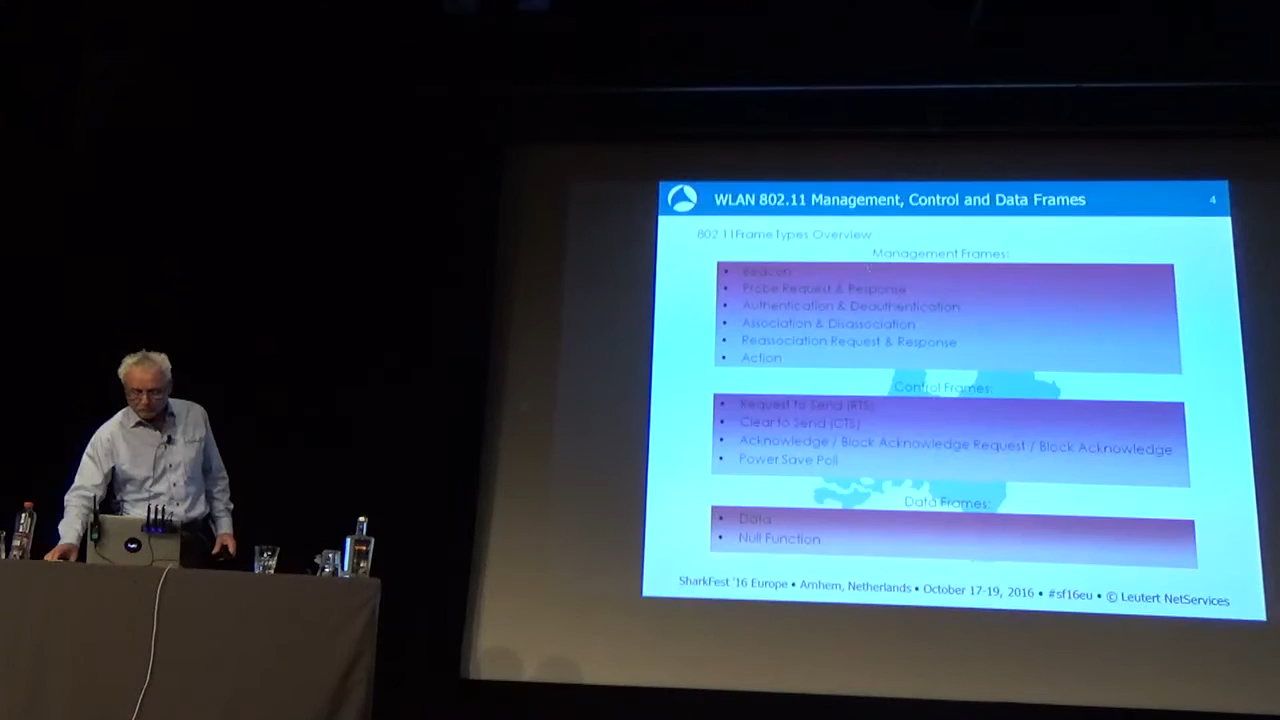 WLAN 802.11 Management, Control and Data Frames
4
802.11Frame Types Overview
Management Frames:
• Beacon
• Probe Request & Response
• Authentication & Deauthentication
• Association & Disassociation
• Reassociation Request & Response
• Action
Control Frames:
• Request to Send (RTS)
• Clear to Send (CTS)
• Acknowledge / Block Acknowledge Request / Block Acknowledge
• Power Save Poll
Data Frames:
• Data
• Null Function
SharkFest '16 Europe • Arnhem, Netherlands • October 17-19, 2016 • #sf16eu • © Leutert NetServices